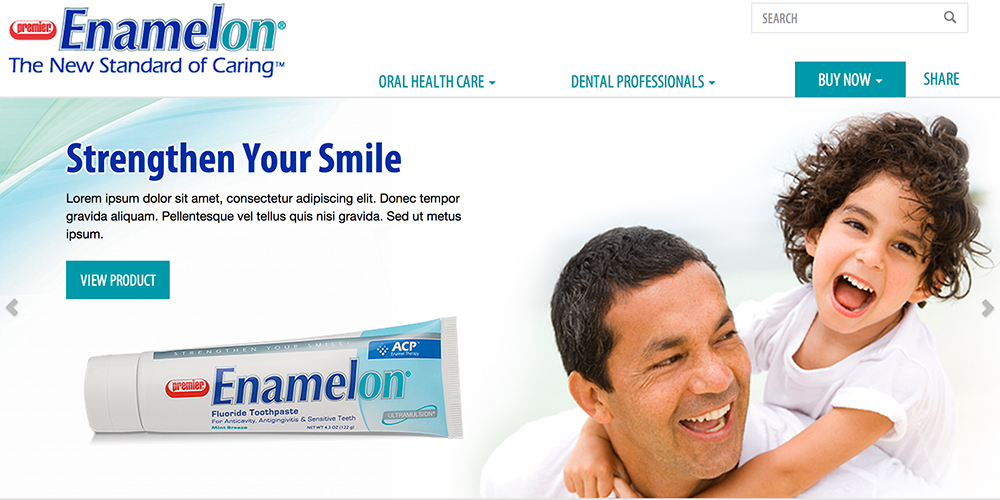 premier Enamelon®
The New Standard of Caring™
SEARCH
ORAL HEALTH CARE
DENTAL PROFESSIONALS
BUY NOW
SHARE
Strengthen Your Smile
Lorem ipsum dolor sit amet, consectetur adipiscing elit. Donec tempor
gravida aliquam. Pellentesque vel tellus quis nisi gravida. Sed ut metus
ipsum.
VIEW PRODUCT
STRENGTHEN YOUR SMILE.
ACP
Enamel Therapy
premier Enamelon®
Fluoride Toothpaste
For Anticavity, Antigingivitis & Sensitive Teeth
ULTRAMULSION®
Mint Breeze
NET WT 4.3 OZ (122 g)